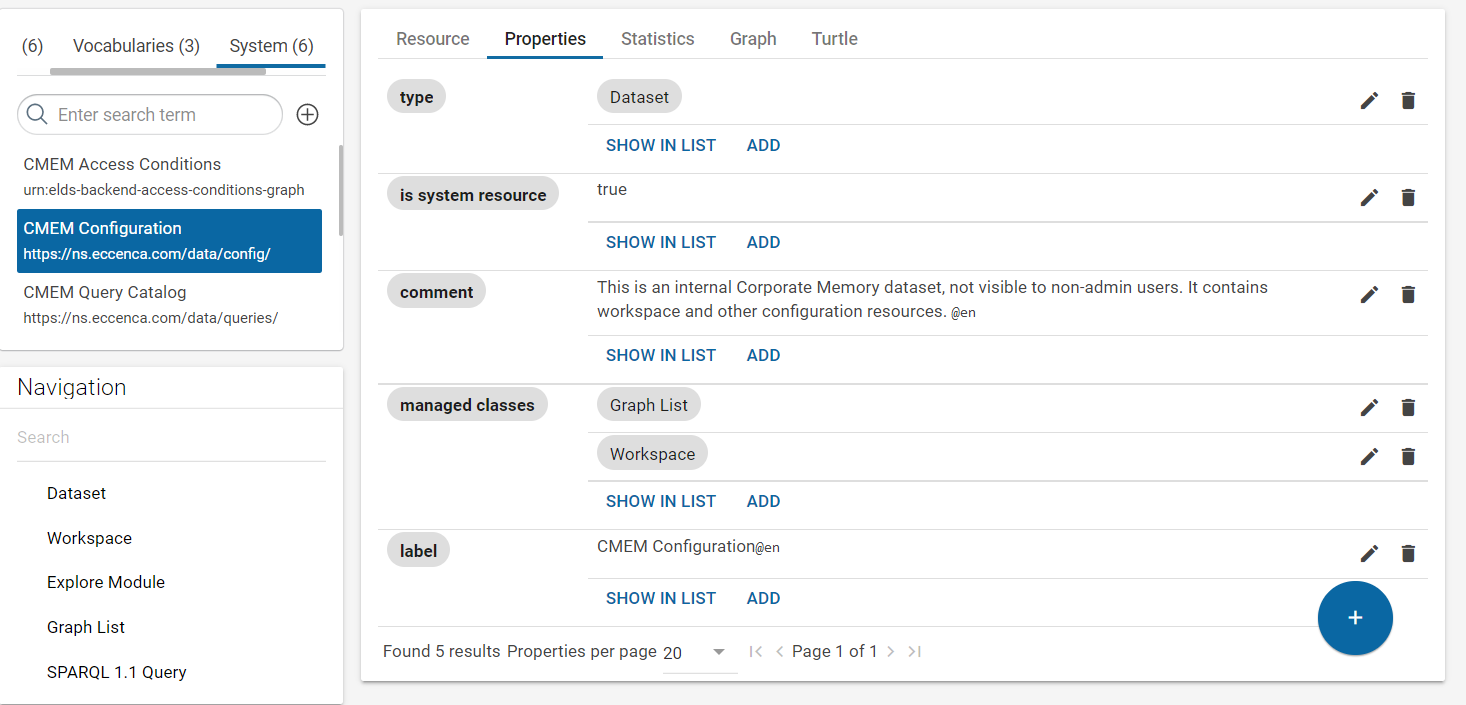 (6) Vocabularies (3) System (6)
Enter search term
CMEM Access Conditions
urn:elds-backend-access-conditions-graph
CMEM Configuration
https://ns.eccenca.com/data/config/
CMEM Query Catalog
https://ns.eccenca.com/data/queries/
Navigation
Search
Dataset
Workspace
Explore Module
Graph List
SPARQL 1.1 Query
Resource Properties Statistics Graph Turtle
type Dataset
SHOW IN LIST ADD
is system resource true
SHOW IN LIST ADD
comment This is an internal Corporate Memory dataset, not visible to non-admin users. It contains
workspace and other configuration resources. @en
SHOW IN LIST ADD
managed classes Graph List
Workspace
SHOW IN LIST ADD
label CMEM Configuration@en
SHOW IN LIST ADD
+
Found 5 results Properties per page 20 Page 1 of 1